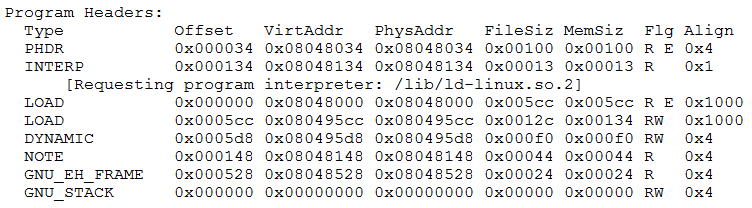 Program Headers:
  Type           Offset   VirtAddr   PhysAddr   FileSiz MemSiz  Flg Align
  PHDR           0x000034 0x08048034 0x08048034 0x00100 0x00100 R E 0x4
  INTERP         0x000134 0x08048134 0x08048134 0x00013 0x00013 R   0x1
      [Requesting program interpreter: /lib/ld-linux.so.2]
  LOAD           0x000000 0x08048000 0x08048000 0x005cc 0x005cc R E 0x1000
  LOAD           0x0005cc 0x080495cc 0x080495cc 0x0012c 0x00134 RW  0x1000
  DYNAMIC        0x0005d8 0x080495d8 0x080495d8 0x000f0 0x000f0 RW  0x4
  NOTE           0x000148 0x08048148 0x08048148 0x00044 0x00044 R   0x4
  GNU_EH_FRAME   0x000528 0x08048528 0x08048528 0x00024 0x00024 R   0x4
  GNU_STACK      0x000000 0x00000000 0x00000000 0x00000 0x00000 RW  0x4